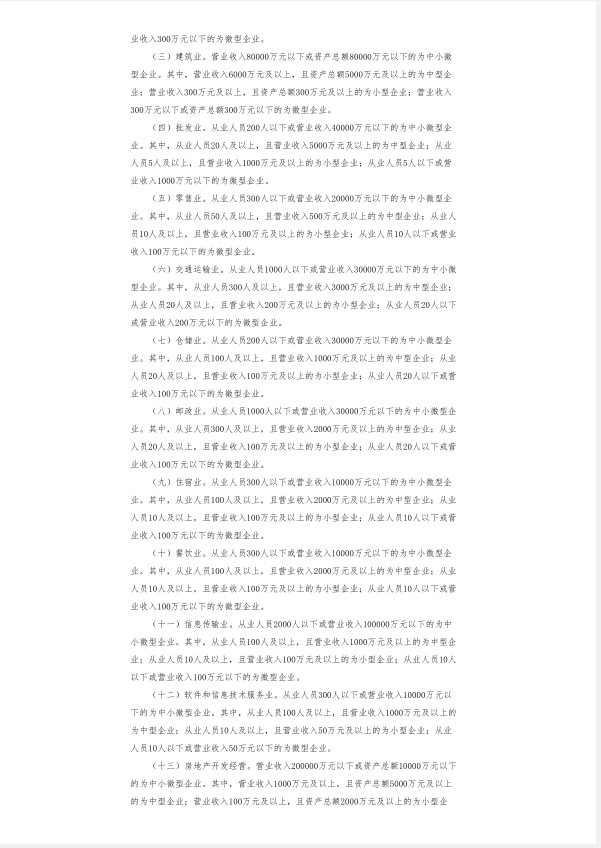 业收入300万元以下的为微型企业。
（三）建筑业。营业收入80000万元以下或资产总额80000万元以下的为中小微
型企业。其中，营业收入6000万元及以上，且资产总额5000万元及以上的为中型企
业；营业收入300万元及以上，且资产总额300万元及以上的为小型企业；营业收入
300万元以下或资产总额300万元以下的为微型企业。
（四）批发业。从业人员200人以下或营业收入40000万元以下的为中小微型企
业。其中，从业人员20人及以上，且营业收入5000万元及以上的为中型企业；从业
人员5人及以上，且营业收入1000万元及以上的为小型企业；从业人员5人以下或营
业收入1000万元以下的为微型企业。
（五）零售业。从业人员300人以下或营业收入20000万元以下的为中小微型企
业。其中，从业人员50人及以上，且营业收入500万元及以上的为中型企业；从业人
员10人及以上，且营业收入100万元及以上的为小型企业；从业人员10人以下或营业
收入100万元以下的为微型企业。
（六）交通运输业。从业人员1000人以下或营业收入30000万元以下的为中小微
型企业。其中，从业人员300人及以上，且营业收入3000万元及以上的为中型企业；
从业人员20人及以上，且营业收入200万元及以上的为小型企业；从业人员20人以下
或营业收入200万元以下的为微型企业。
（七）仓储业。从业人员200人以下或营业收入30000万元以下的为中小微型企
业。其中，从业人员100人及以上，且营业收入1000万元及以上的为中型企业；从业
人员20人及以上，且营业收入100万元及以上的为小型企业；从业人员20人以下或营
业收入100万元以下的为微型企业。
（八）邮政业。从业人员1000人以下或营业收入30000万元以下的为中小微型企
业。其中，从业人员300人及以上，且营业收入2000万元及以上的为中型企业；从业
人员20人及以上，且营业收入100万元及以上的为小型企业；从业人员20人以下或营
业收入100万元以下的为微型企业。
（九）住宿业。从业人员300人以下或营业收入10000万元以下的为中小微型企
业。其中，从业人员100人及以上，且营业收入2000万元及以上的为中型企业；从业
人员10人及以上，且营业收入100万元及以上的为小型企业；从业人员10人以下或营
业收入100万元以下的为微型企业。
（十）餐饮业。从业人员300人以下或营业收入10000万元以下的为中小微型企
业。其中，从业人员100人及以上，且营业收入2000万元及以上的为中型企业；从业
人员10人及以上，且营业收入100万元及以上的为小型企业；从业人员10人以下或营
业收入100万元以下的为微型企业。
（十一）信息传输业。从业人员2000人以下或营业收入100000万元以下的为中
小微型企业。其中，从业人员100人及以上，且营业收入1000万元及以上的为中型企
业；从业人员10人及以上，且营业收入100万元及以上的为小型企业；从业人员10人
以下或营业收入100万元以下的为微型企业。
（十二）软件和信息技术服务业。从业人员300人以下或营业收入10000万元以
下的为中小微型企业。其中，从业人员100人及以上，且营业收入1000万元及以上的
为中型企业；从业人员10人及以上，且营业收入50万元及以上的为小型企业；从业
人员10人以下或营业收入50万元以下的为微型企业。
（十三）房地产开发经营。营业收入200000万元以下或资产总额10000万元以下
的为中小微型企业。其中，营业收入1000万元及以上，且资产总额5000万元及以上
的为中型企业；营业收入100万元及以上，且资产总额2000万元及以上的为小型企